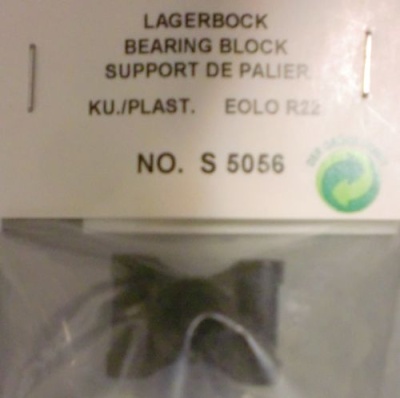 LAGERBOCK
BEARING BLOCK
SUPPORT DE PALIER
KU./PLAST. EOLO R22
NO. S 5056